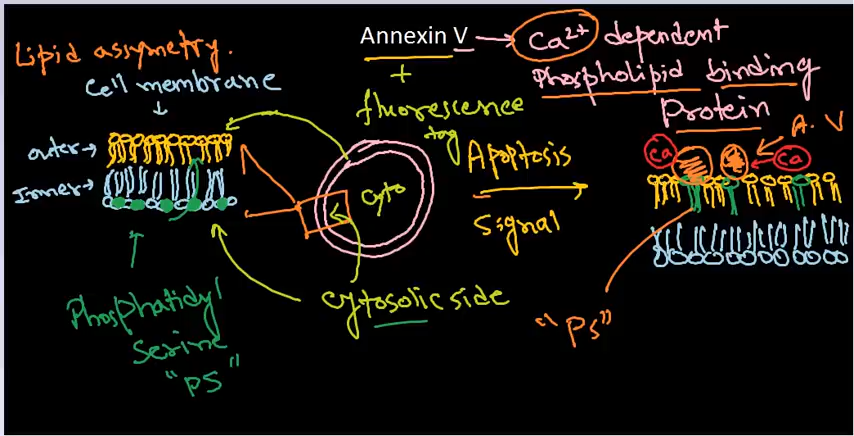 Lipid assymetry.
Cell membrane
outer
Inner
Phosphatidyl
Serine
"PS"
Annexin V
+
fluorescence
tag
Cyto
cytosolic side
Apoptosis
Signal
Ca2+ dependent
Phospholipid binding
Protein
A. V
Ca
Ca
"PS"